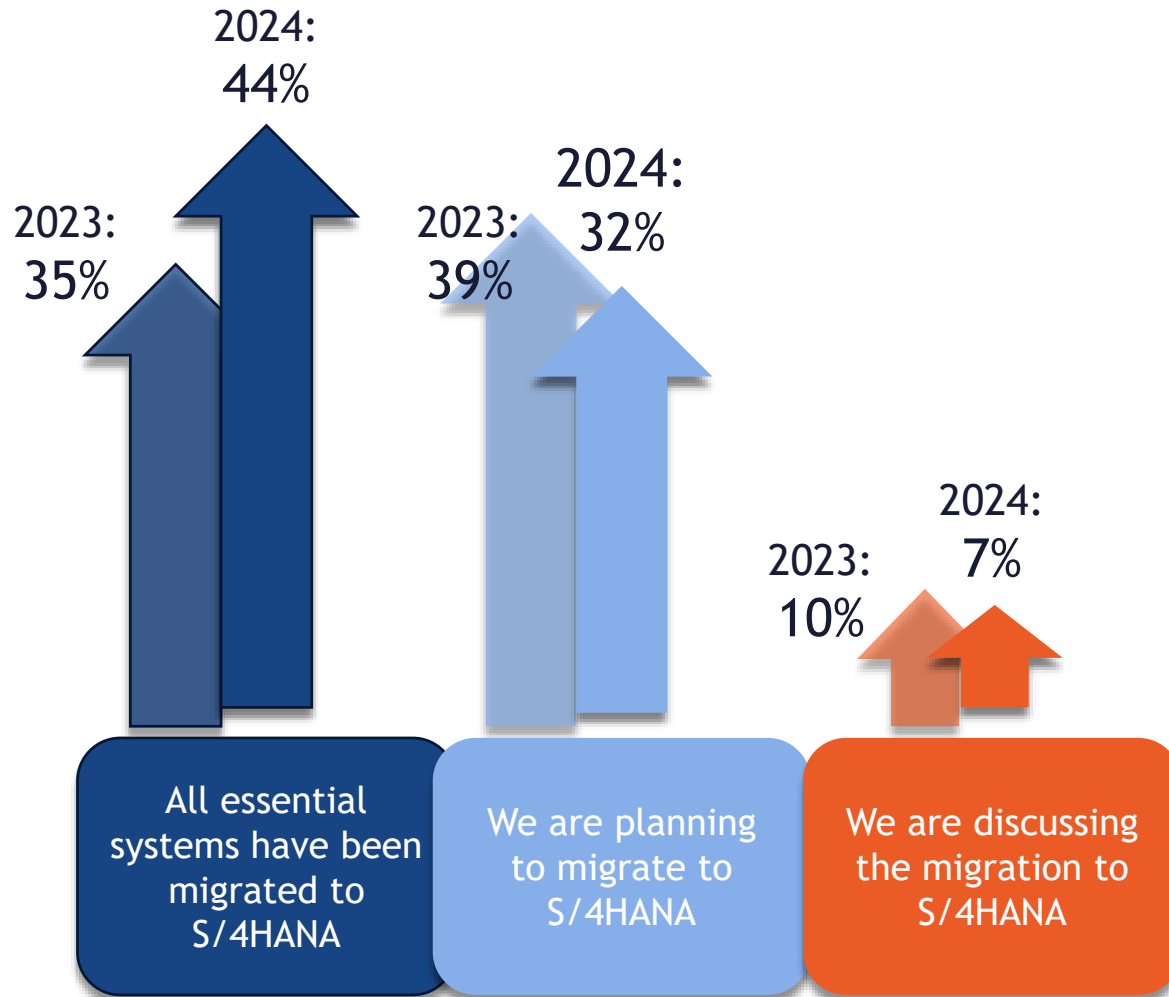 2024:
44%
2023:
35%
2024:
32%
2023:
39%
2024:
7%
2023:
10%
All essential
systems have been
migrated to
S/4HANA
We are planning
to migrate to
S/4HANA
We are discussing
the migration to
S/4HANA